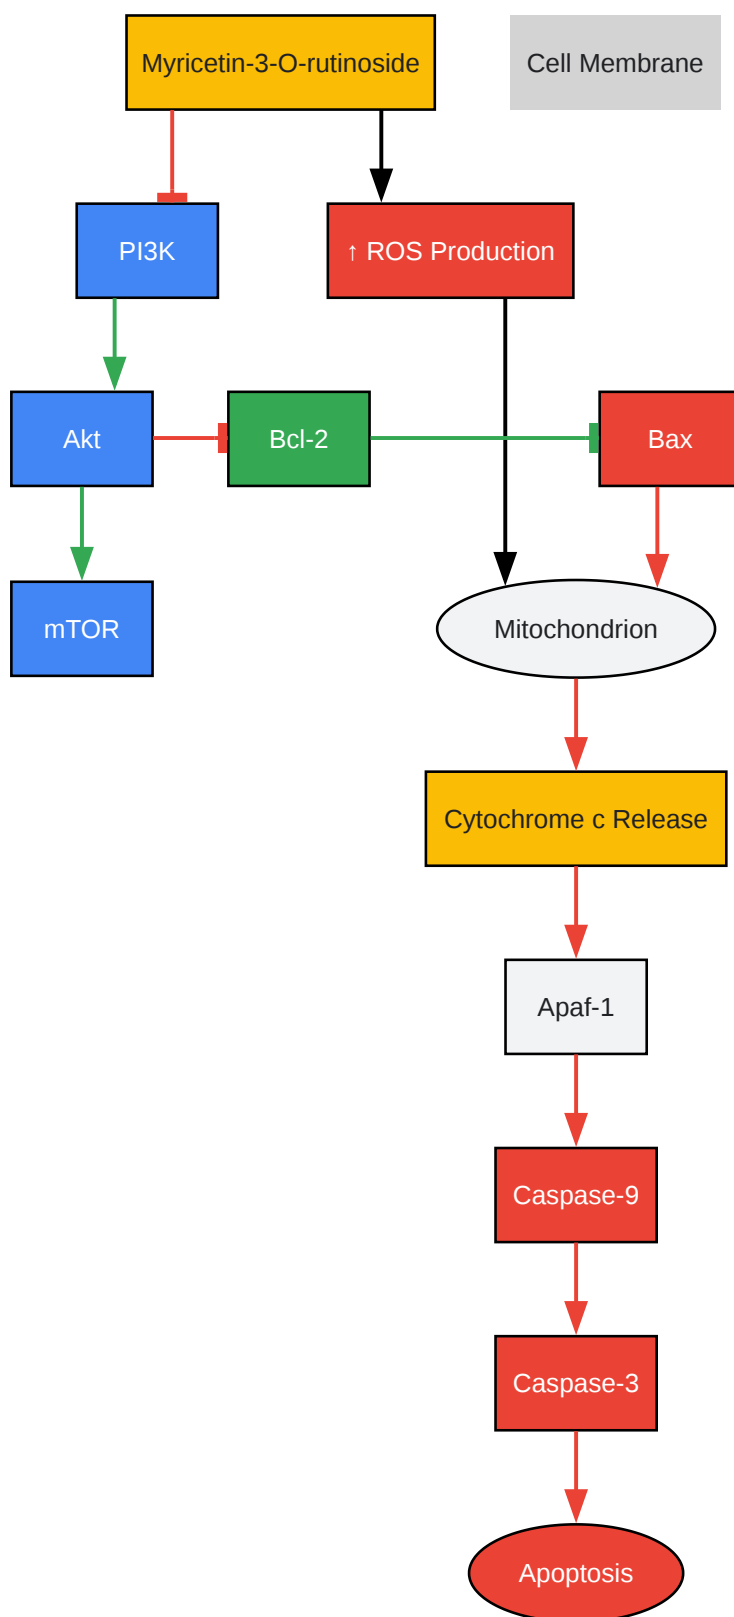 Myricetin-3-O-rutinoside
Cell Membrane
PI3K
↑ ROS Production
Akt
Bcl-2
Bax
mTOR
Mitochondrion
Cytochrome c Release
Apaf-1
Caspase-9
Caspase-3
Apoptosis